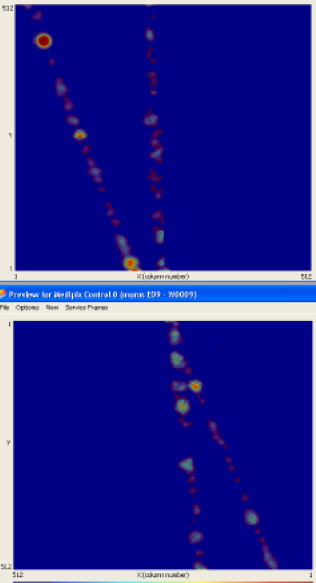 512
Y
1
1 X (column number) 512
Preview for Medipix Control 0 (muros E09 - W0009)
File Options View Service Frames
1
Y
512
512 X (column number) 1